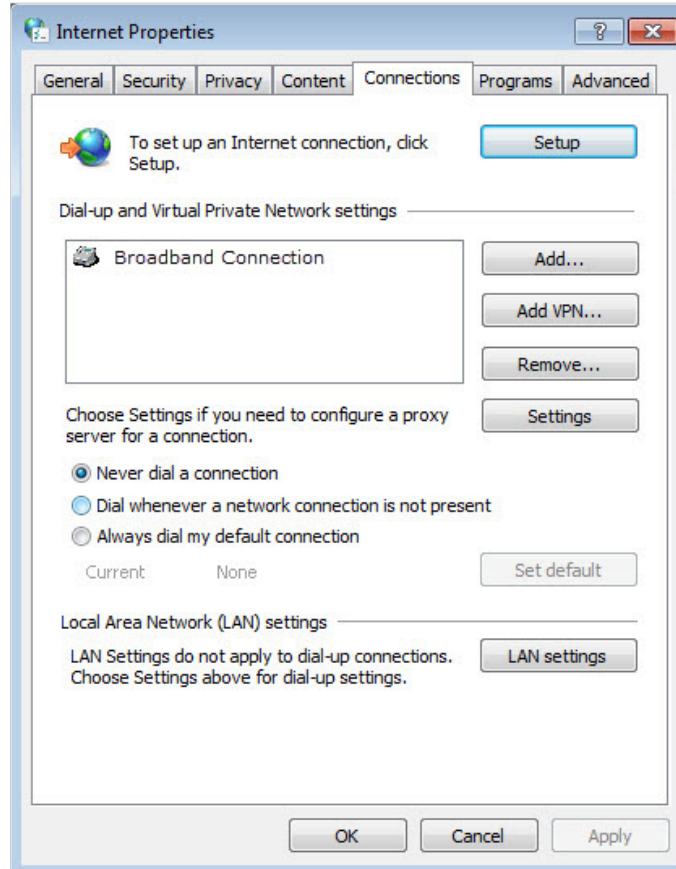 Internet Properties
General Security Privacy Content Connections Programs Advanced
To set up an Internet connection, click
Setup.
Setup
Dial-up and Virtual Private Network settings
Broadband Connection
Add...
Add VPN...
Remove...
Choose Settings if you need to configure a proxy
server for a connection.
Settings
Never dial a connection
Dial whenever a network connection is not present
Always dial my default connection
Current None
Set default
Local Area Network (LAN) settings
LAN Settings do not apply to dial-up connections.
Choose Settings above for dial-up settings.
LAN settings
OK Cancel Apply